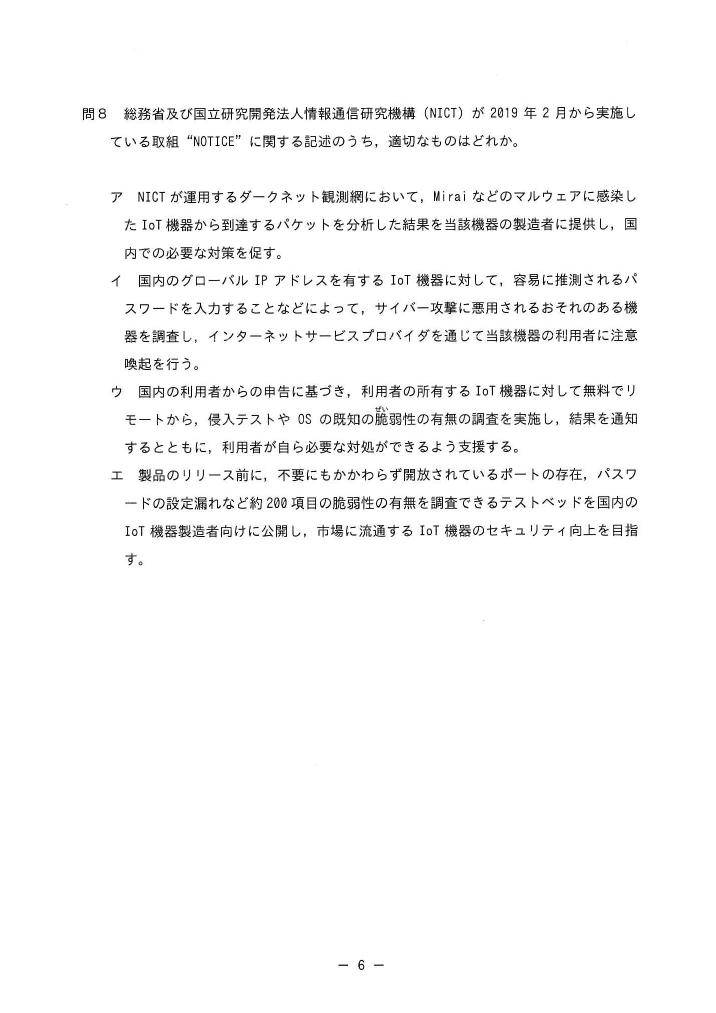 問8 総務省及び国立研究開発法人情報通信研究機構(NICT)が 2019 年 2 月から実施し
ている取組“NOTICE”に関する記述のうち,適切なものはどれか。
ア NICT が運用するダークネット観測網において,Mirai などのマルウェアに感染し
た IoT 機器から到達するパケットを分析した結果を当該機器の製造者に提供し,国
内での必要な対策を促す。
イ 国内のグローバル IP アドレスを有する IoT 機器に対して,容易に推測されるパ
スワードを入力することなどによって,サイバー攻撃に悪用されるおそれのある機
器を調査し,インターネットサービスプロバイダを通じて当該機器の利用者に注意
喚起を行う。
ウ 国内の利用者からの申告に基づき,利用者の所有する IoT 機器に対して無料でリ
モートから,侵入テストや OS の既知の脆弱性の有無の調査を実施し,結果を通知
ぜい
するとともに,利用者が自ら必要な対処ができるよう支援する。
エ 製品のリリース前に,不要にもかかわらず開放されているポートの存在,パスワ
ードの設定漏れなど約 200 項目の脆弱性の有無を調査できるテストベッドを国内の
IoT 機器製造者向けに公開し,市場に流通する IoT 機器のセキュリティ向上を目指
す。
― 6 ―